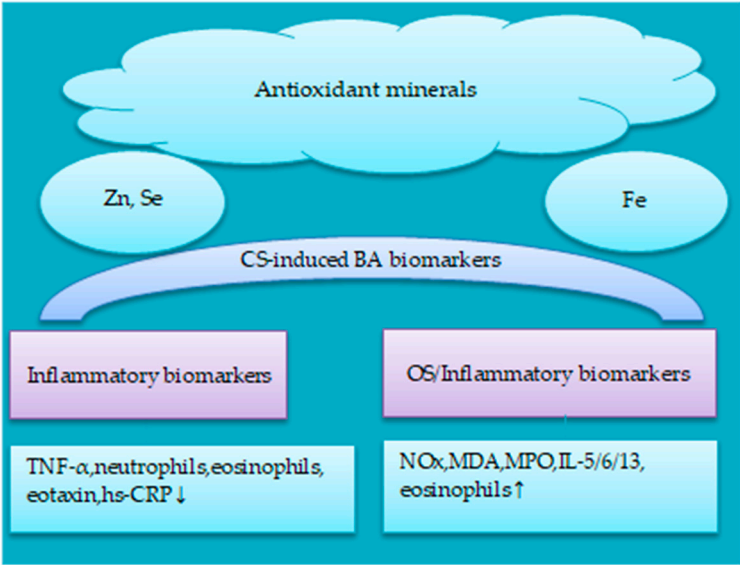 Antioxidant minerals
Zn, Se
Fe
CS-induced BA biomarkers
Inflammatory biomarkers
OS/Inflammatory biomarkers
TNF-α,neutrophils,eosinophils,
eotaxin,hs-CRP↓
NOx,MDA,MPO,IL-5/6/13,
eosinophils↑